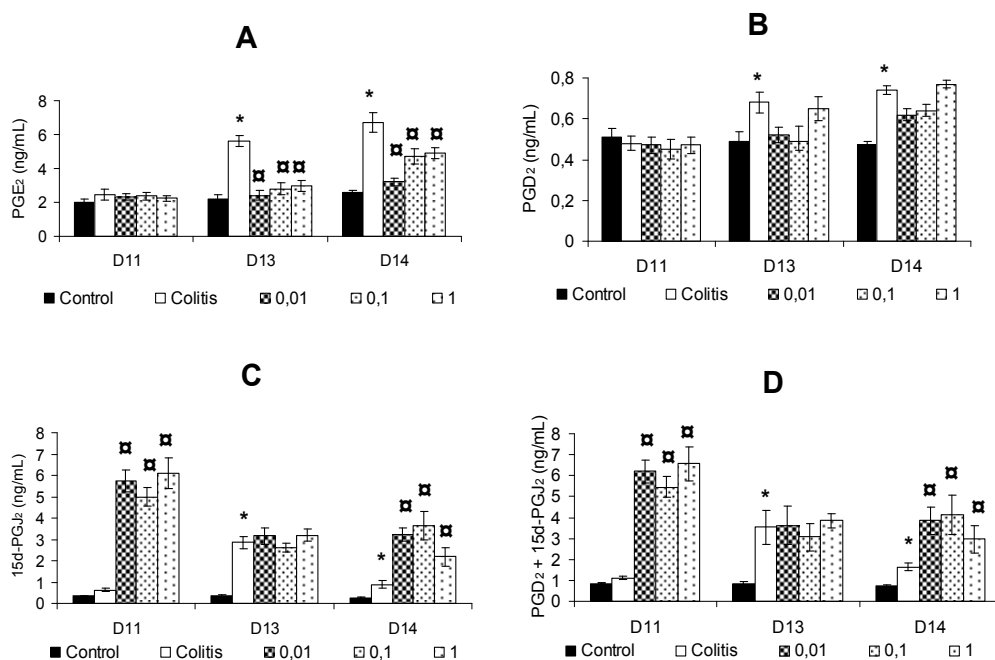 A
PGE2 (ng/mL)
8
6
4
2
0
* *
¤ ¤ ¤ ¤ ¤ ¤
D11 D13 D14
Control Colitis 0,01 0,1 1
B
PGD2 (ng/mL)
0,8
0,6
0,4
0,2
0
* *
D11 D13 D14
Control Colitis 0,01 0,1 1
C
15d-PGJ2 (ng/mL)
8
7
6
5
4
3
2
1
0
¤ ¤ ¤ * * ¤ ¤ ¤
D11 D13 D14
Control Colitis 0,01 0,1 1
D
PGD2 + 15d-PGJ2 (ng/mL)
8
7
6
5
4
3
2
1
0
¤ ¤ ¤ * * ¤ ¤ ¤
D11 D13 D14
Control Colitis 0,01 0,1 1